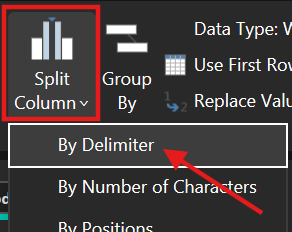 Split
Column
Group
By
Data Type: W
Use First Row
Replace Valu
By Delimiter
By Number of Characters
By Positions